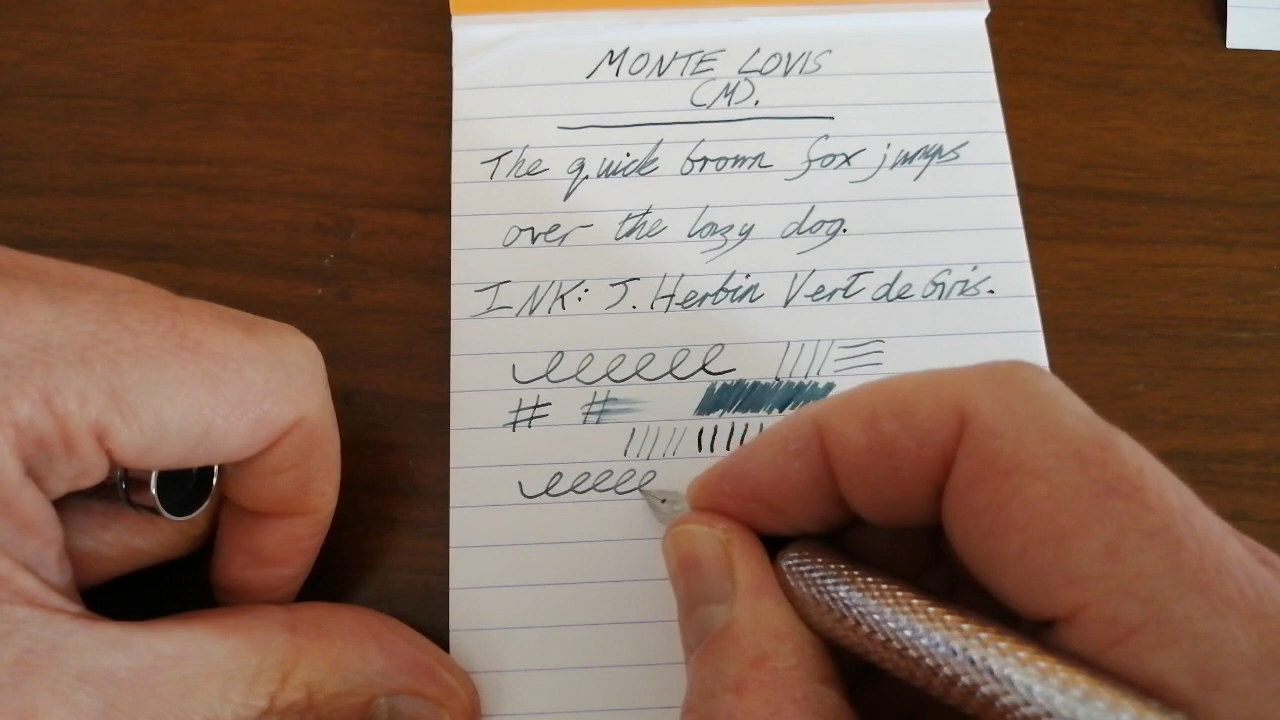 MONTE LOVIS
(M).
The quick brown fox jumps
over the lazy dog.
INK: J. Herbin Vert de Gris.
# #